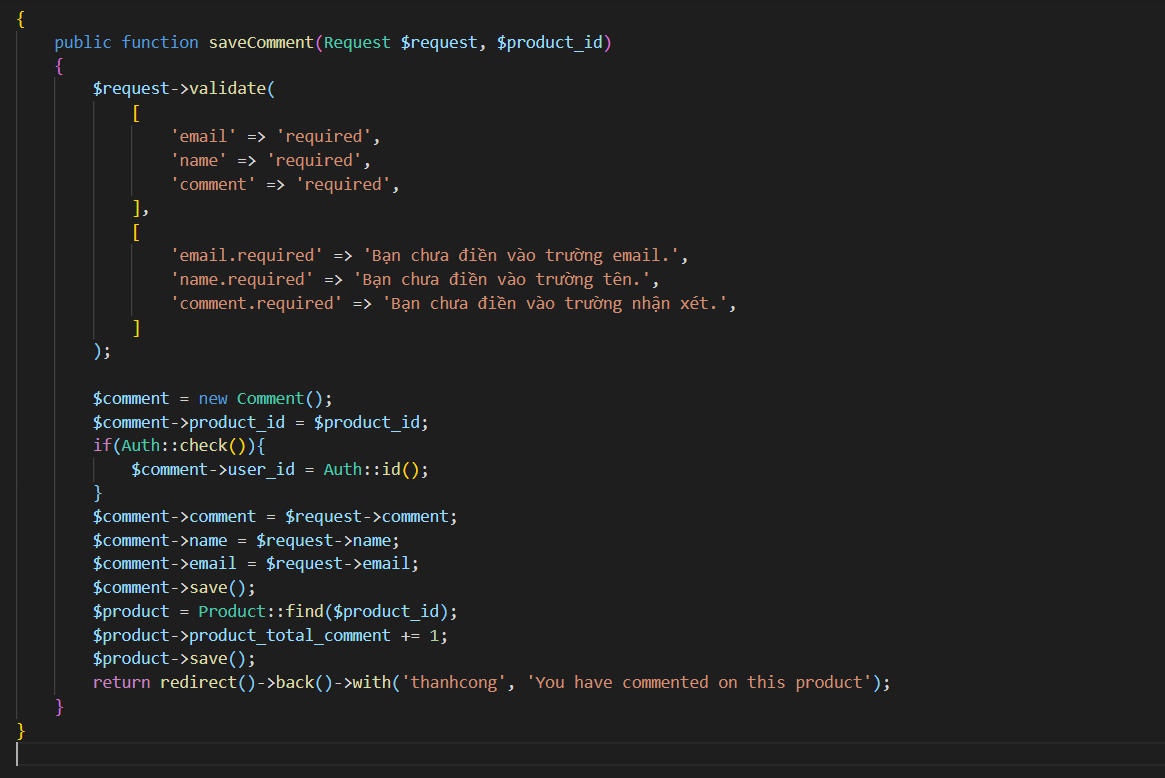 {
public function saveComment(Request $request, $product_id)
{
$request->validate(
[
'email' => 'required',
'name' => 'required',
'comment' => 'required',
],
[
'email.required' => 'Bạn chưa điền vào trường email.',
'name.required' => 'Bạn chưa điền vào trường tên.',
'comment.required' => 'Bạn chưa điền vào trường nhận xét.',
]
);
$comment = new Comment();
$comment->product_id = $product_id;
if(Auth::check()){
$comment->user_id = Auth::id();
}
$comment->comment = $request->comment;
$comment->name = $request->name;
$comment->email = $request->email;
$comment->save();
$product = Product::find($product_id);
$product->product_total_comment += 1;
$product->save();
return redirect()->back()->with('thanhcong', 'You have commented on this product');
}
}